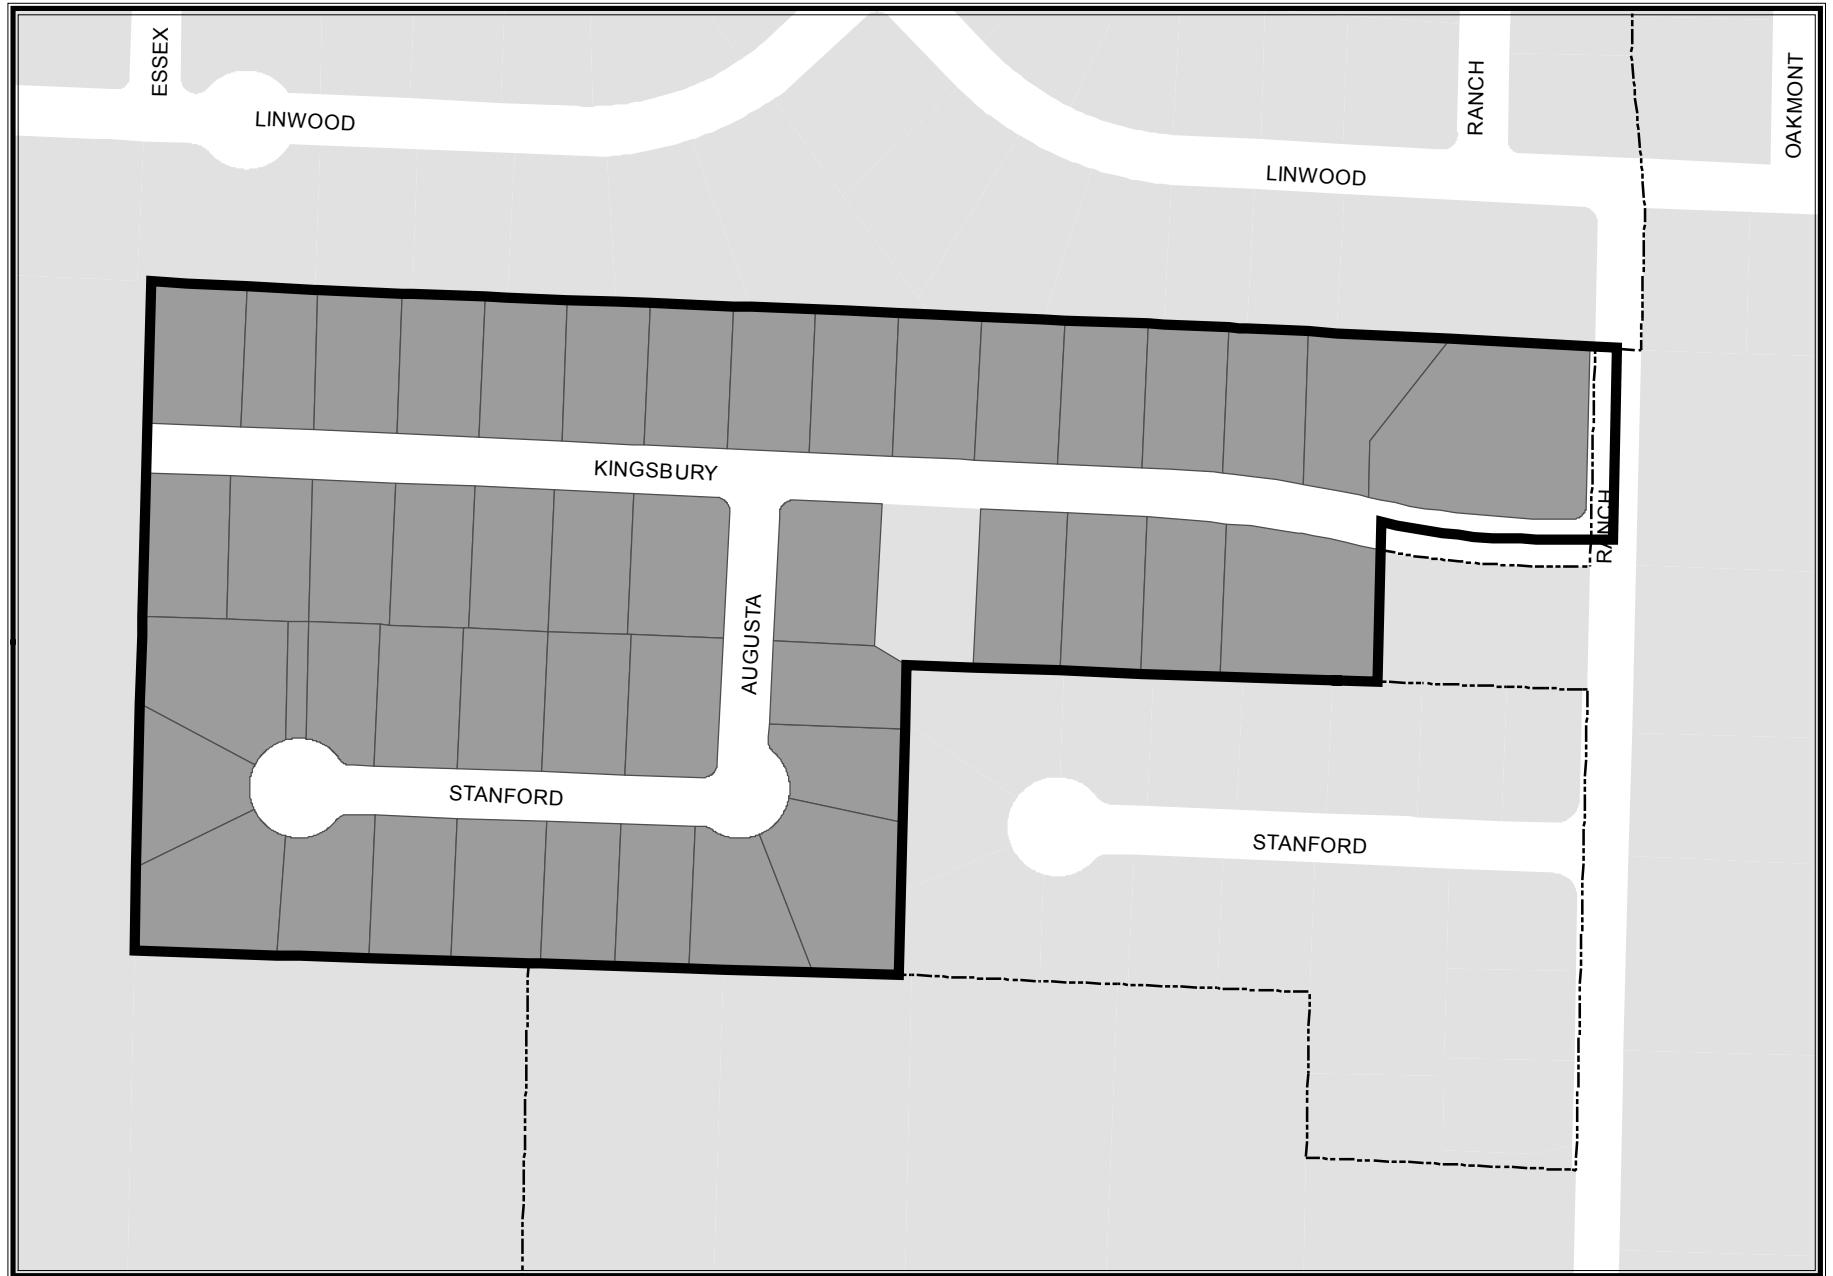 ESSEX
LINWOOD
RANCH
OAKMONT
LINWOOD
KINGSBURY
RANCH
AUGUSTA
STANFORD
STANFORD